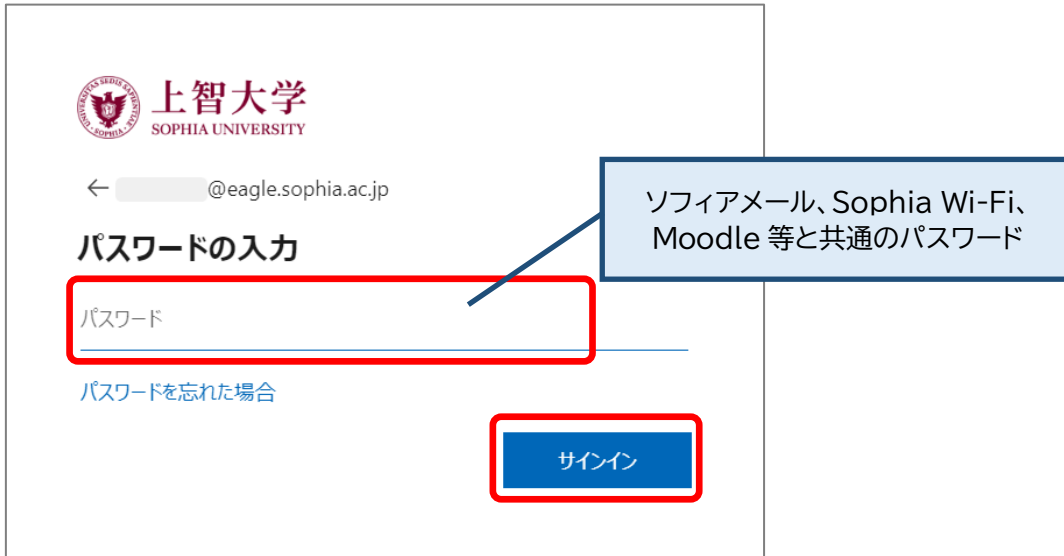 上智大学
SOPHIA UNIVERSITY
@eagle.sophia.ac.jp
パスワードの入力
ソフィアメール、Sophia Wi-Fi、
Moodle 等と共通のパスワード
パスワード
パスワードを忘れた場合
サインイン